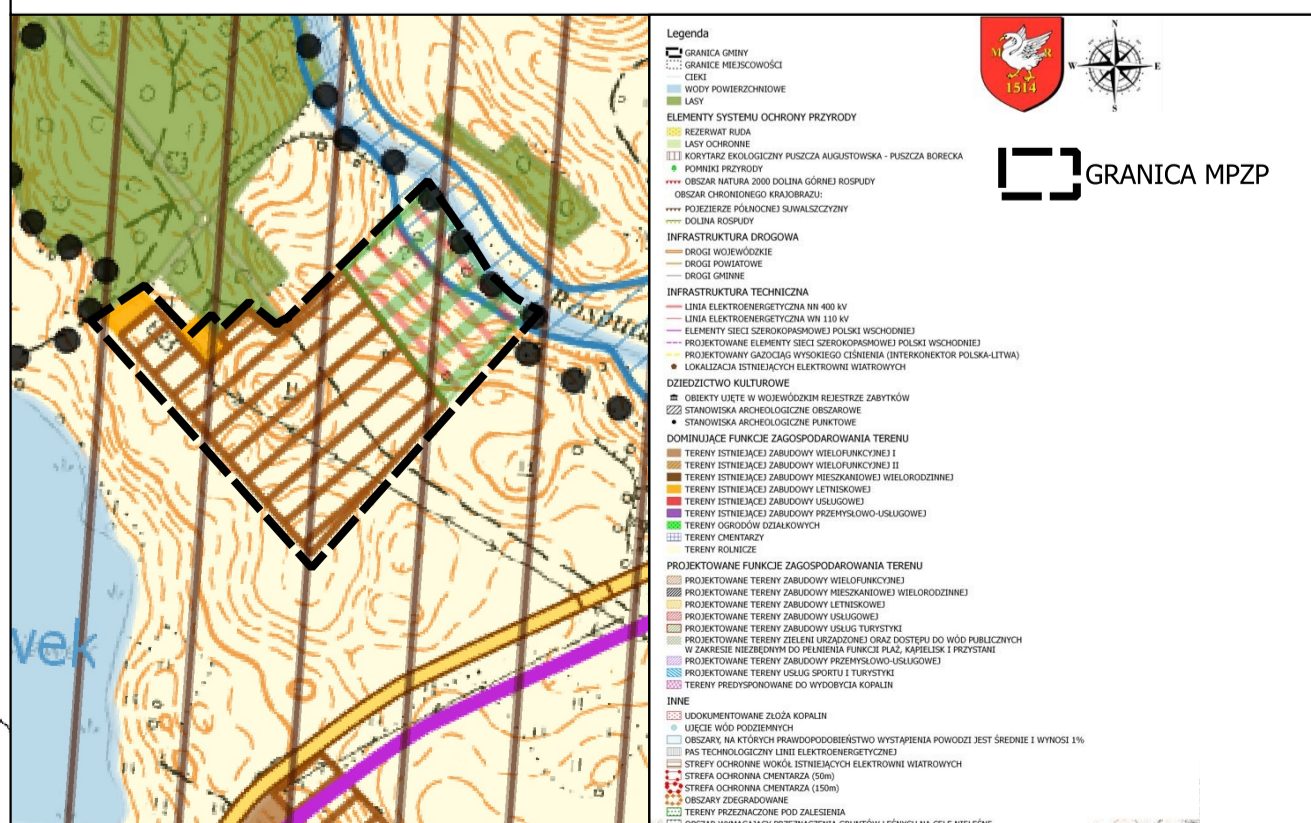 Legenda
GRANICA GMINY
GRANICE MIEJSCOWOŚCI
CIEKI
WODY POWIERZCHNIOWE
LASY
ELEMENTY SYSTEMU OCHRONY PRZYRODY
REZERWAT RUDA
LASY OCHRONNE
KORYTARZ EKOLOGICZNY PUSZCZA AUGUSTOWSKA - PUSZCZA BORECKA
POMNIKI PRZYRODY
OBSZAR NATURA 2000 DOLINA GÓRNEJ ROSPUDY
OBSZAR CHRONIONEGO KRAJOBRAZU:
POJEZIERZE PÓŁNOCNEJ SUWALSZCZYZNY
DOLINA ROSPUDY
INFRASTRUKTURA DROGOWA
DROGI WOJEWÓDZKIE
DROGI POWIATOWE
DROGI GMINNE
INFRASTRUKTURA TECHNICZNA
LINIA ELEKTROENERGETYCZNA NN 400 kV
LINIA ELEKTROENERGETYCZNA WN 110 kV
ELEMENTY SIECI SZEROKOPASMOWEJ POLSKI WSCHODNIEJ
PROJEKTOWANE ELEMENTY SIECI SZEROKOPASMOWEJ POLSKI WSCHODNIEJ
PROJEKTOWANY GAZOCIĄG WYSOKIEGO CIŚNIENIA (INTERKONEKTOR POLSKA-LITWA)
LOKALIZACJA ISTNIEJĄCYCH ELEKTROWNI WIATROWYCH
DZIEDZICTWO KULTUROWE
OBIEKTY UJĘTE W WOJEWÓDZKIM REJESTRZE ZABYTKÓW
STANOWISKA ARCHEOLOGICZNE OBSZAROWE
STANOWISKA ARCHEOLOGICZNE PUNKTOWE
DOMINUJĄCE FUNKCJE ZAGOSPODAROWANIA TERENU
TERENY ISTNIEJĄCEJ ZABUDOWY WIELOFUNKCYJNEJ I
TERENY ISTNIEJĄCEJ ZABUDOWY WIELOFUNKCYJNEJ II
TERENY ISTNIEJĄCEJ ZABUDOWY MIESZKANIOWEJ WIELORODZINNEJ
TERENY ISTNIEJĄCEJ ZABUDOWY LETNISKOWEJ
TERENY ISTNIEJĄCEJ ZABUDOWY USŁUGOWEJ
TERENY ISTNIEJĄCEJ ZABUDOWY PRZEMYSŁOWO-USŁUGOWEJ
TERENY OGRODÓW DZIAŁKOWYCH
TERENY CMENTARZY
TERENY ROLNICZE
PROJEKTOWANE FUNKCJE ZAGOSPODAROWANIA TERENU
PROJEKTOWANE TERENY ZABUDOWY WIELOFUNKCYJNEJ
PROJEKTOWANE TERENY ZABUDOWY MIESZKANIOWEJ WIELORODZINNEJ
PROJEKTOWANE TERENY ZABUDOWY LETNISKOWEJ
PROJEKTOWANE TERENY ZABUDOWY USŁUGOWEJ
PROJEKTOWANE TERENY ZABUDOWY USŁUG TURYSTYKI
PROJEKTOWANE TERENY ZIELENI URZĄDZONEJ ORAZ DOSTĘPU DO WÓD PUBLICZNYCH
W ZAKRESIE NIEZBĘDNYM DO PEŁNIENIA FUNKCJI PLAŻ, KĄPIELISK I PRZYSTANI
PROJEKTOWANE TERENY ZABUDOWY PRZEMYSŁOWO-USŁUGOWEJ
PROJEKTOWANE TERENY USŁUG SPORTU I TURYSTYKI
TERENY PREDYSPONOWANE DO WYDOBYCIA KOPALIN
INNE
UDOKUMENTOWANE ZŁOŻA KOPALIN
UJĘCIE WÓD PODZIEMNYCH
OBSZARY, NA KTÓRYCH PRAWDOPODOBIEŃSTWO WYSTĄPIENIA POWODZI JEST ŚREDNIE I WYNOSI 1%
PAS TECHNOLOGICZNY LINII ELEKTROENERGETYCZNEJ
STREFY OCHRONNE WOKÓŁ ISTNIEJĄCYCH ELEKTROWNI WIATROWYCH
STREFA OCHRONNA CMENTARZA (50m)
STREFA OCHRONNA CMENTARZA (150m)
OBSZARY ZDEGRADOWANE
TERENY PRZEZNACZONE POD ZALESIENIA
OBSZAR WYMAGAJĄCY PRZEZNACZENIA GRUNTÓW LEŚNYCH NA CELE NIELEŚNE
M R
1514
N
W E
S
GRANICA MPZP
wek